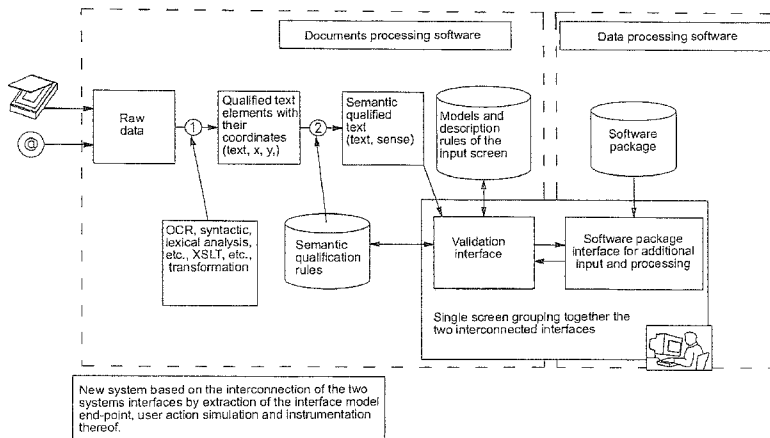 Documents processing software
Data processing software
Raw
data
1
Qualified text
elements with
their
coordinates
(text, x, y,)
2
Semantic
qualified
text
(text, sense)
Models and
description
rules of the
input screen
Software
package
@
OCR, syntactic,
lexical analysis,
etc., XSLT, etc.,
transformation
Semantic
qualification
rules
Validation
interface
Software package
interface for additional
input and processing
Single screen grouping together the
two interconnected interfaces
New system based on the interconnection of the two
systems interfaces by extraction of the interface model
end-point, user action simulation and instrumentation
thereof.